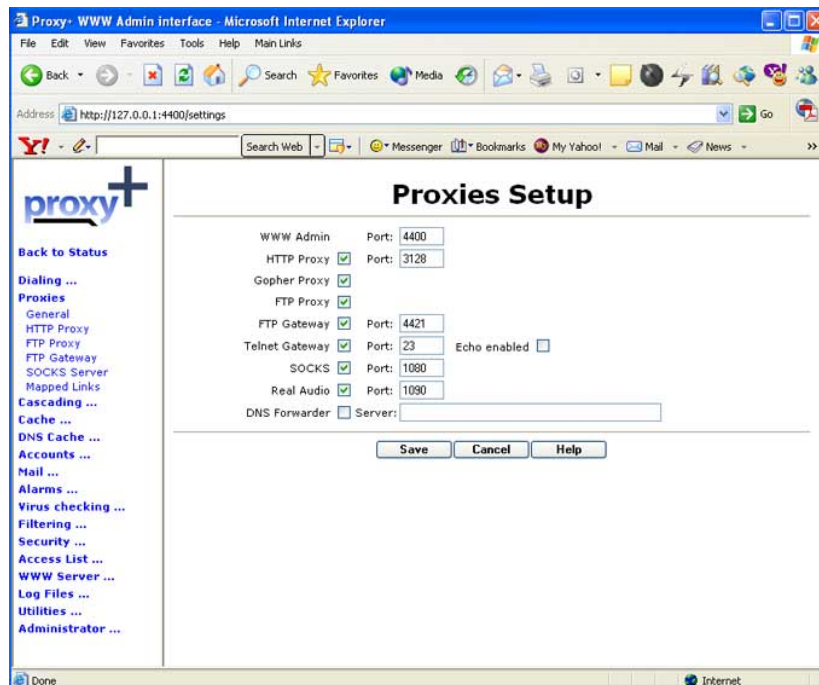 Proxy+ WWW Admin interface - Microsoft Internet Explorer
File Edit View Favorites Tools Help Main Links
Back Search Favorites Media
Address http://127.0.0.1:4400/settings Go
Y! Search Web Messenger Bookmarks My Yahoo! Mail News »
proxy+
Back to Status
Dialing ...
Proxies
General
HTTP Proxy
FTP Proxy
FTP Gateway
SOCKS Server
Mapped Links
Cascading ...
Cache ...
DNS Cache ...
Accounts ...
Mail ...
Alarms ...
Virus checking ...
Filtering ...
Security ...
Access List ...
WWW Server ...
Log Files ...
Utilities ...
Administrator ...
Proxies Setup
WWW Admin Port: 4400
HTTP Proxy Port: 3128
Gopher Proxy
FTP Proxy
FTP Gateway Port: 4421
Telnet Gateway Port: 23 Echo enabled
SOCKS Port: 1080
Real Audio Port: 1090
DNS Forwarder Server:
Save Cancel Help
Done Internet